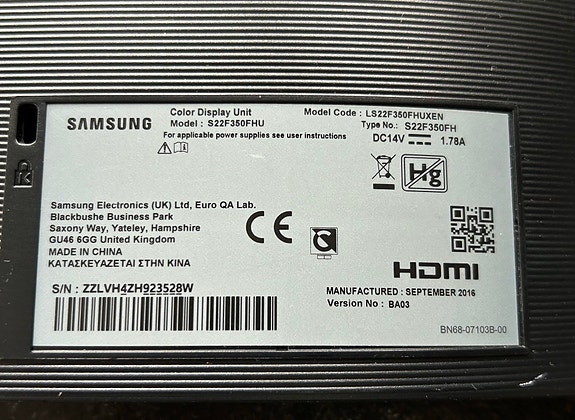 SAMSUNG
Color Display Unit
Model : S22F350FHU
Model Code : LS22F350FHUXEN
Type No.: S22F350FH
For applicable power supplies see user instructions
DC14V 1.78A
Hg
Samsung Electronics (UK) Ltd, Euro QA Lab.
Blackbushe Business Park
Saxony Way, Yateley, Hampshire
GU46 6GG United Kingdom
MADE IN CHINA
ΚΑΤΑΣΚΕΥΑΖΕΤΑΙ ΣΤΗΝ ΚΙΝΑ
CE
HDMI
S/N : ZZLVH4ZH923528W
MANUFACTURED : SEPTEMBER 2016
Version No : BA03
BN68-07103B-00